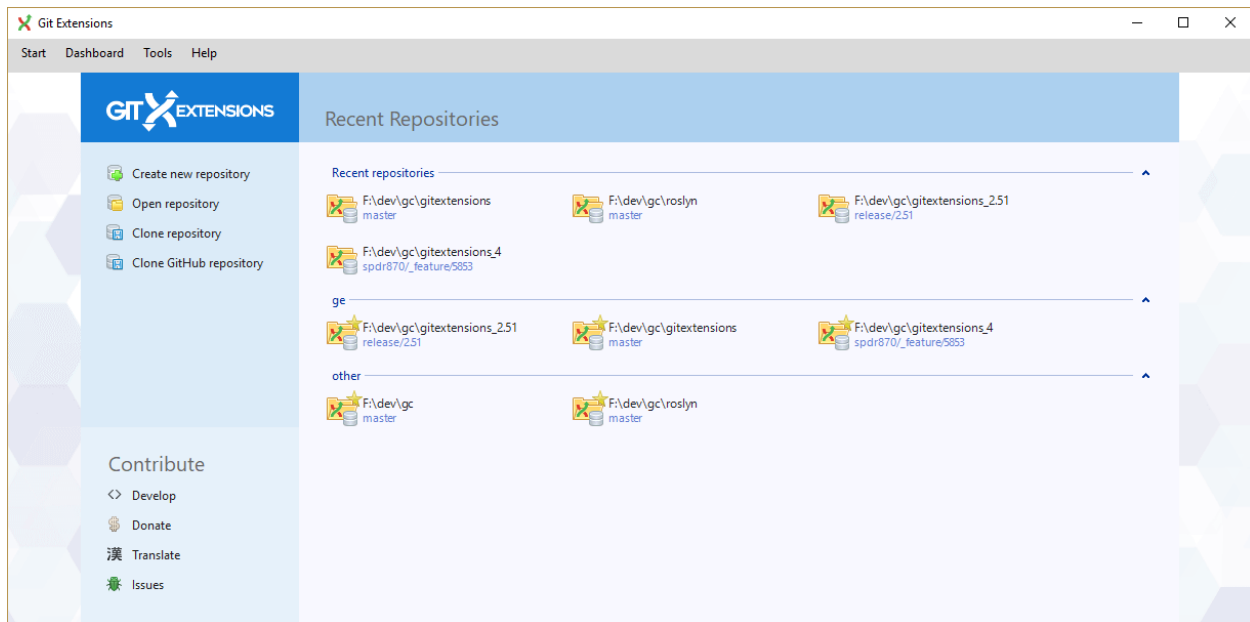 Git Extensions
Start Dashboard Tools Help
GIT EXTENSIONS
Recent Repositories
Create new repository
Open repository
Clone repository
Clone GitHub repository
Recent repositories
F:\dev\gc\gitextensions
master
F:\dev\gc\roslyn
master
F:\dev\gc\gitextensions_2.51
release/2.51
F:\dev\gc\gitextensions_4
spdr870/_feature/5853
ge
F:\dev\gc\gitextensions_2.51
release/2.51
F:\dev\gc\gitextensions
master
F:\dev\gc\gitextensions_4
spdr870/_feature/5853
other
F:\dev\gc
master
F:\dev\gc\roslyn
master
Contribute
Develop
Donate
漢 Translate
Issues